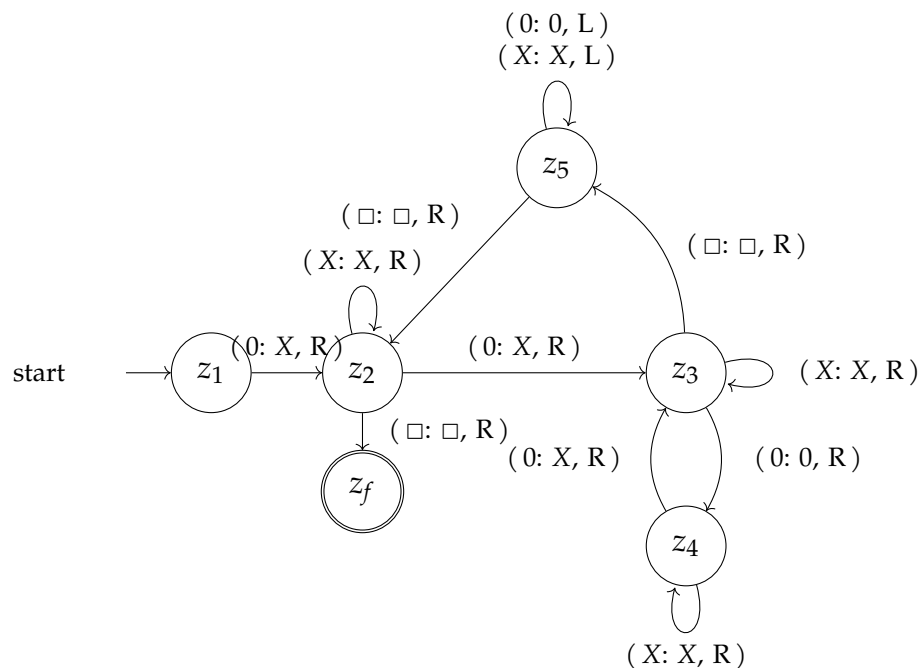 (0: 0, L)
(X: X, L)
z5
(□: □, R)
(X: X, R)
(□: □, R)
start
z1
(0: X, R)
z2
(0: X, R)
z3
(X: X, R)
(□: □, R)
(0: X, R)
(0: 0, R)
zf
z4
(X: X, R)